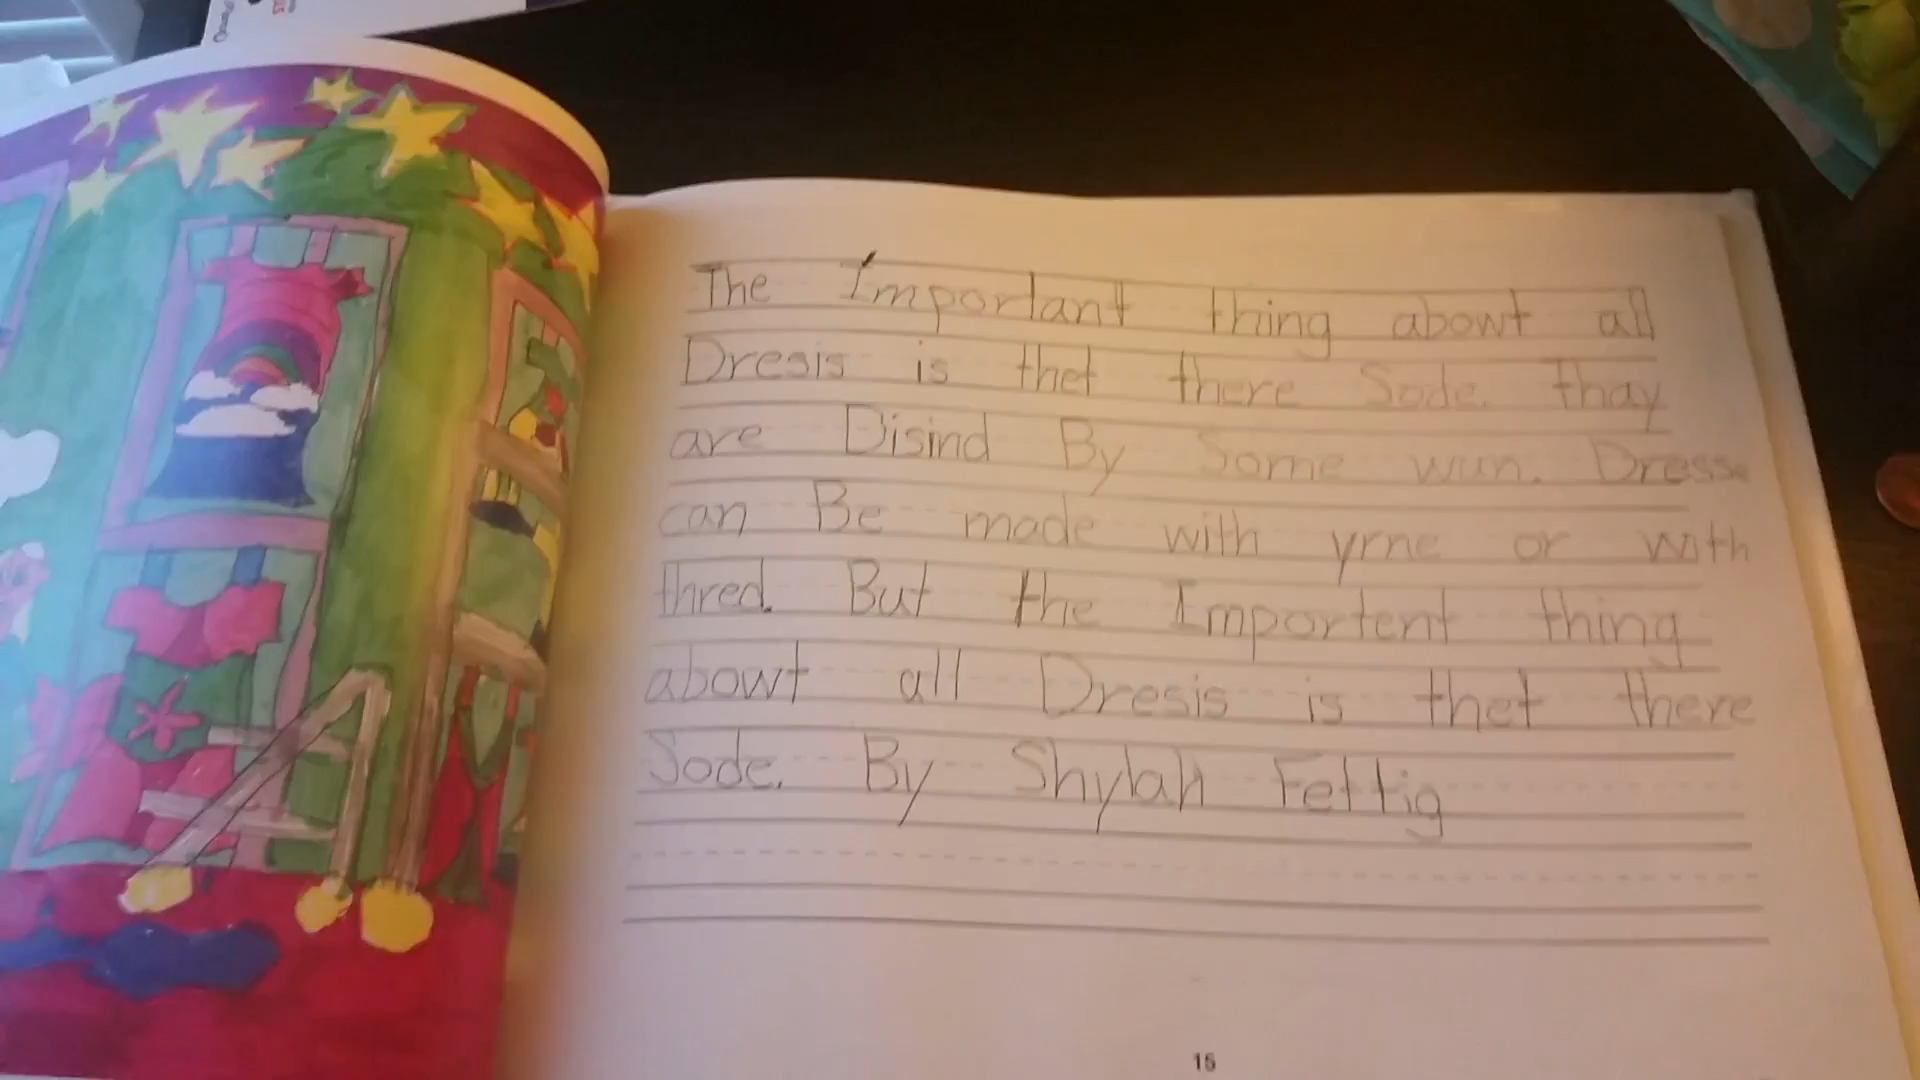 The Important thing abowt all
Dresis is thet there Sode. thay
are Disind By Some wun. Dresse
can Be made with yrne or with
thred. But the Importent thing
abowt all Dresis is thet there
Sode. By Shylah Fettig
15